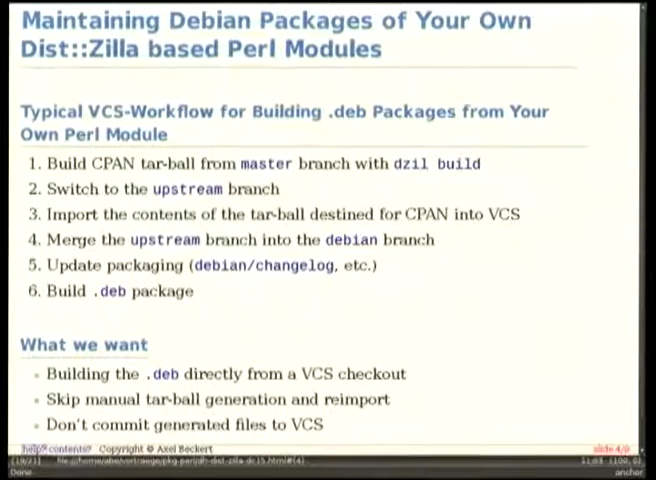 Maintaining Debian Packages of Your Own
Dist::Zilla based Perl Modules
Typical VCS-Workflow for Building .deb Packages from Your
Own Perl Module
1. Build CPAN tar-ball from master branch with dzil build
2. Switch to the upstream branch
3. Import the contents of the tar-ball destined for CPAN into VCS
4. Merge the upstream branch into the debian branch
5. Update packaging (debian/changelog, etc.)
6. Build .deb package
What we want
Building the .deb directly from a VCS checkout
Skip manual tar-ball generation and reimport
Don't commit generated files to VCS
help? contents? Copyright © Axel Beckert
Done
anchor